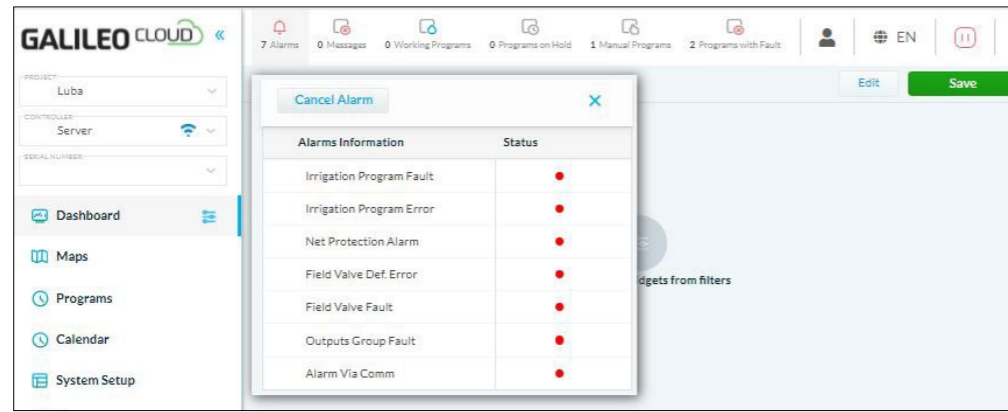 GALILEO CLOUD «
7 Alarms
0 Messages
0 Working Programs
0 Programs on Hold
1 Manual Programs
2 Programs with Fault
EN
PROJECT
Luba
CONTROLLER
Server
SERIAL NUMBER
Edit
Save
Cancel Alarm
Alarms Information Status
Irrigation Program Fault
Irrigation Program Error
Net Protection Alarm
Field Valve Def. Error
Field Valve Fault
Outputs Group Fault
Alarm Via Comm
dgets from filters
Dashboard
Maps
Programs
Calendar
System Setup